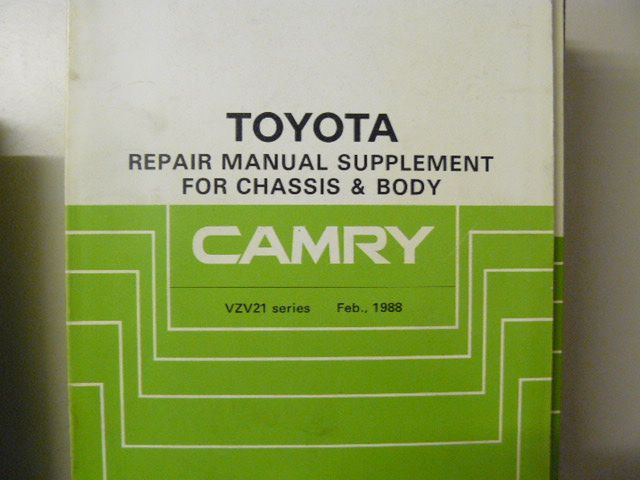 TOYOTA
REPAIR MANUAL SUPPLEMENT
FOR CHASSIS & BODY
CAMRY
VZV21 series Feb., 1988